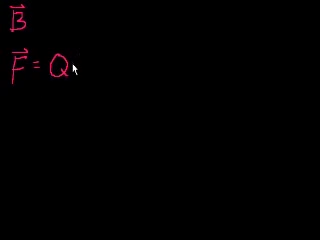 B⃗
F⃗ = Q